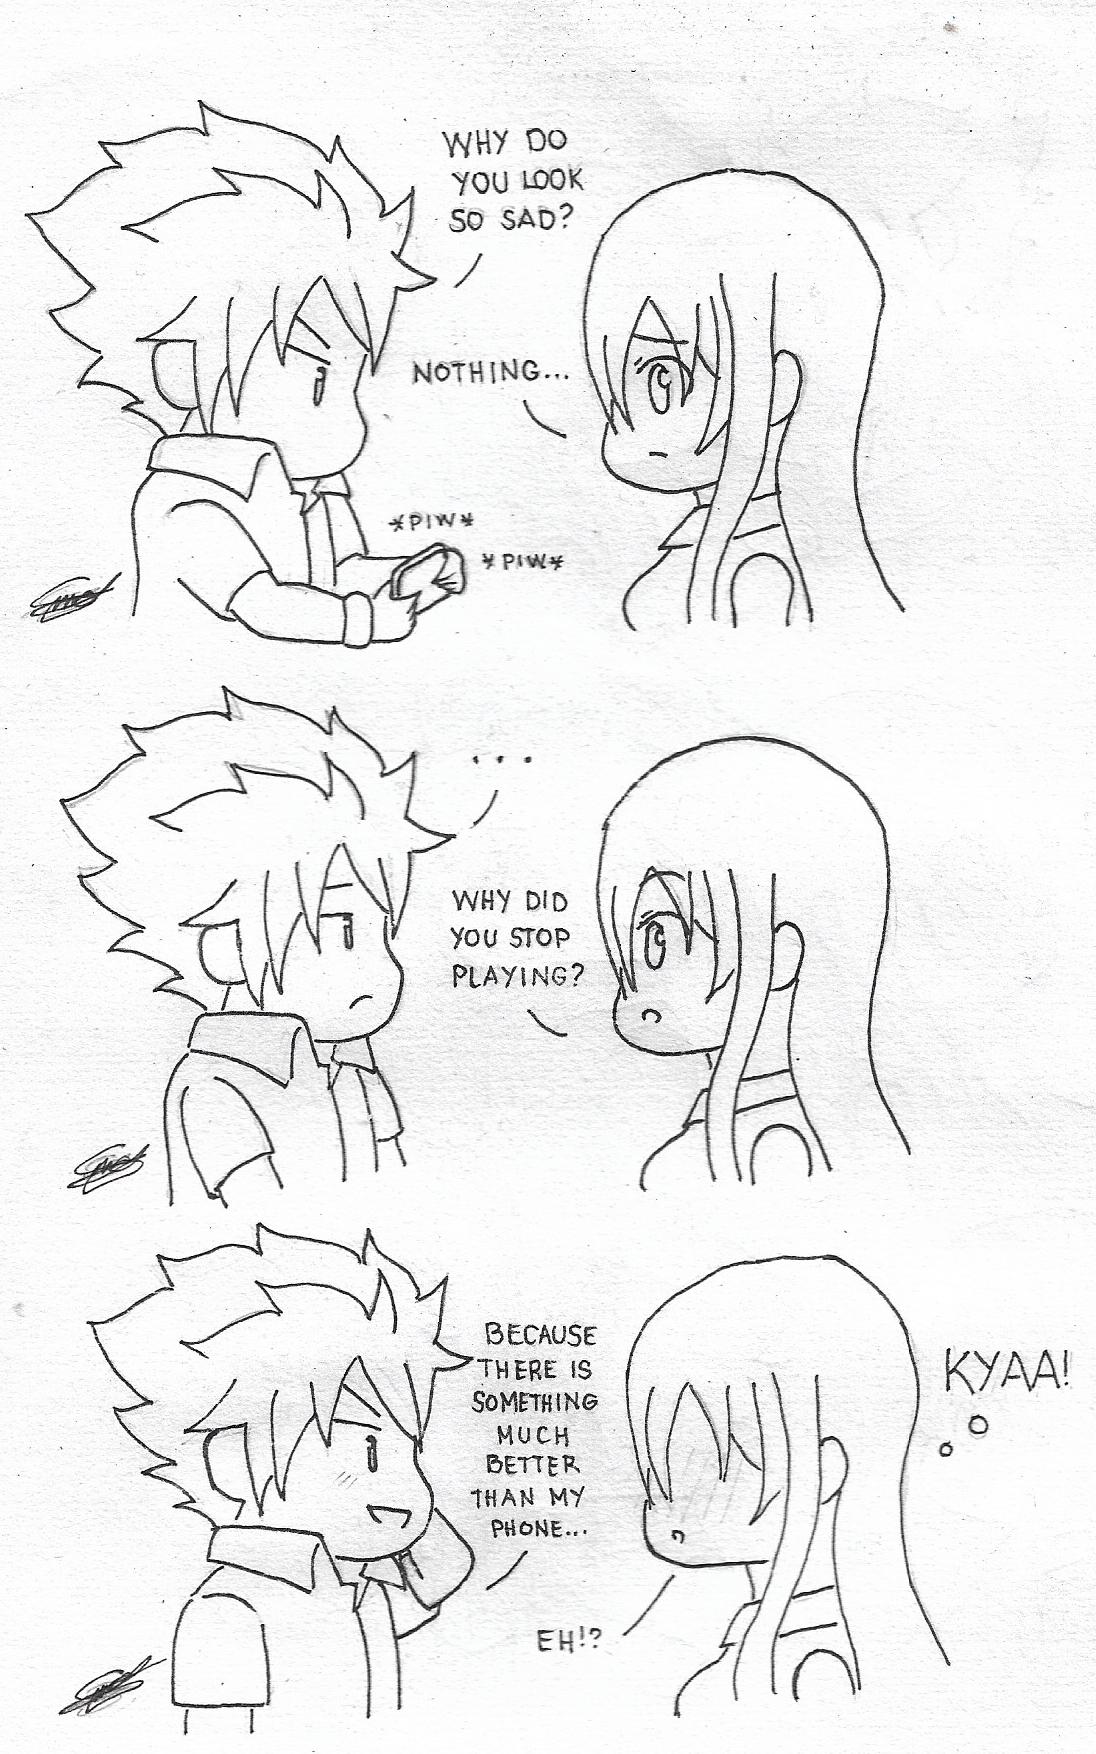 WHY DO
YOU LOOK
SO SAD?
NOTHING...
*PIW*
*PIW*
...
WHY DID
YOU STOP
PLAYING?
BECAUSE
THERE IS
SOMETHING
MUCH
BETTER
THAN MY
PHONE...
KYAA!
EH!?